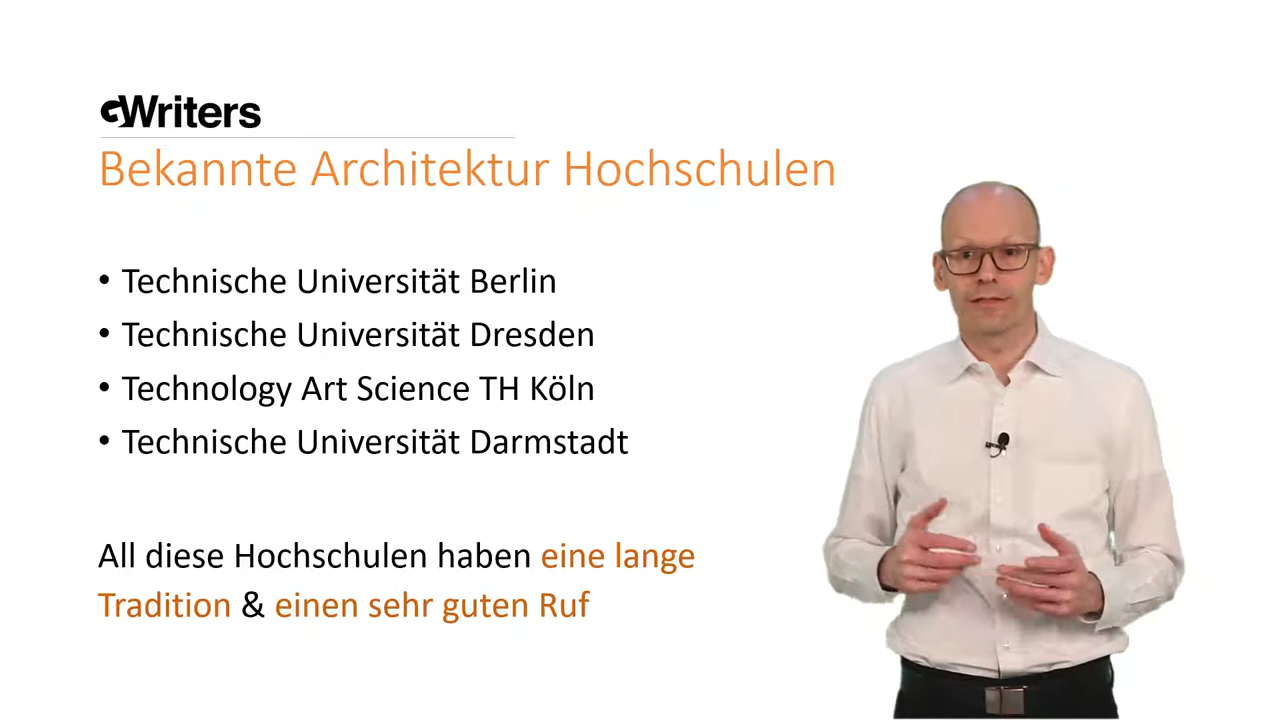 GWriters
Bekannte Architektur Hochschulen
• Technische Universität Berlin
• Technische Universität Dresden
• Technology Art Science TH Köln
• Technische Universität Darmstadt
All diese Hochschulen haben eine lange
Tradition & einen sehr guten Ruf